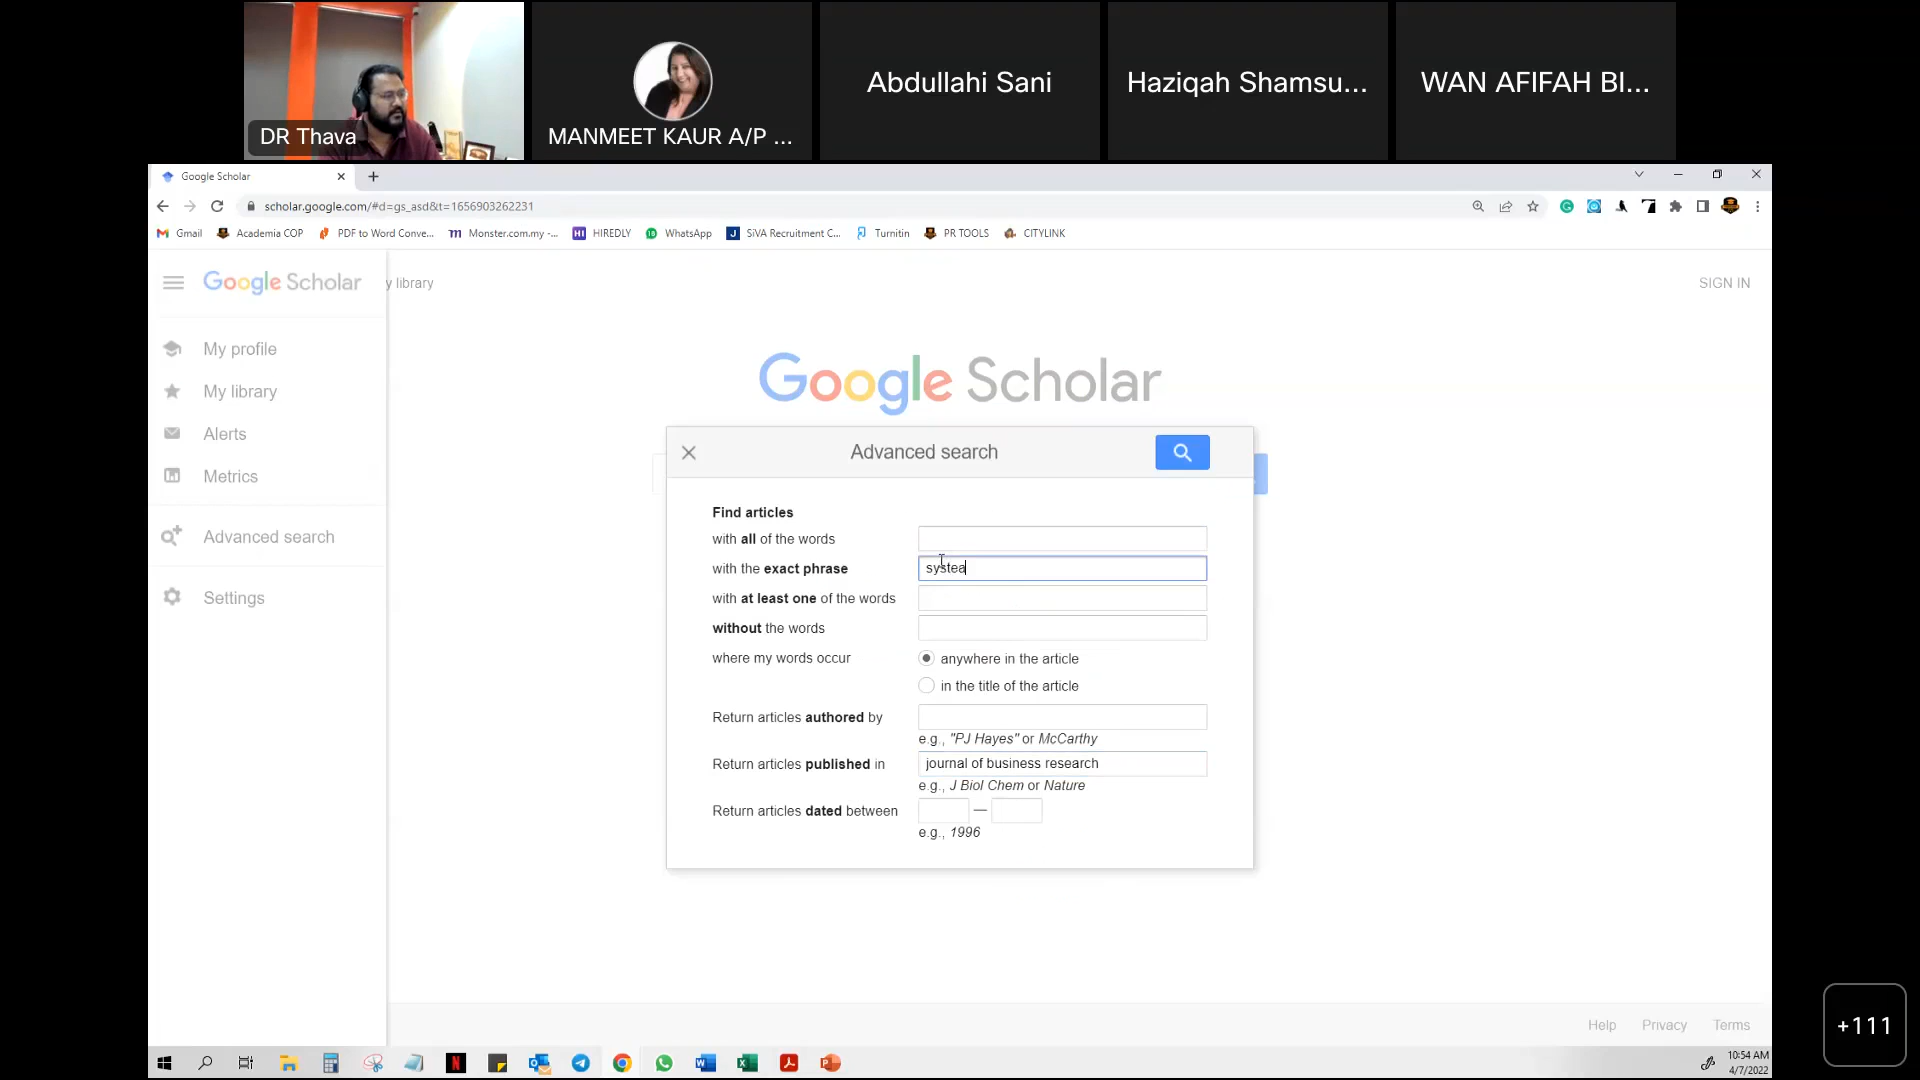 DR Thava
MANMEET KAUR A/P ...
Abdullahi Sani
Haziqah Shamsu...
WAN AFIFAH BI...
Google Scholar
scholar.google.com/#d=gs_asd&t=1656903262231
Gmail
Academia COP
PDF to Word Conve...
Monster.com.my -...
HIREDLY
WhatsApp
SiVA Recruitment C...
Turnitin
PR TOOLS
CITYLINK
Google Scholar
y library
SIGN IN
My profile
My library
Alerts
Metrics
Advanced search
Settings
Google Scholar
Advanced search
Find articles
with all of the words
with the exact phrase
systea
with at least one of the words
without the words
where my words occur
anywhere in the article
in the title of the article
Return articles authored by
e.g., "PJ Hayes" or McCarthy
Return articles published in
journal of business research
e.g., J Biol Chem or Nature
Return articles dated between
—
e.g., 1996
Help
Privacy
Terms
+111
10:54 AM
4/7/2022